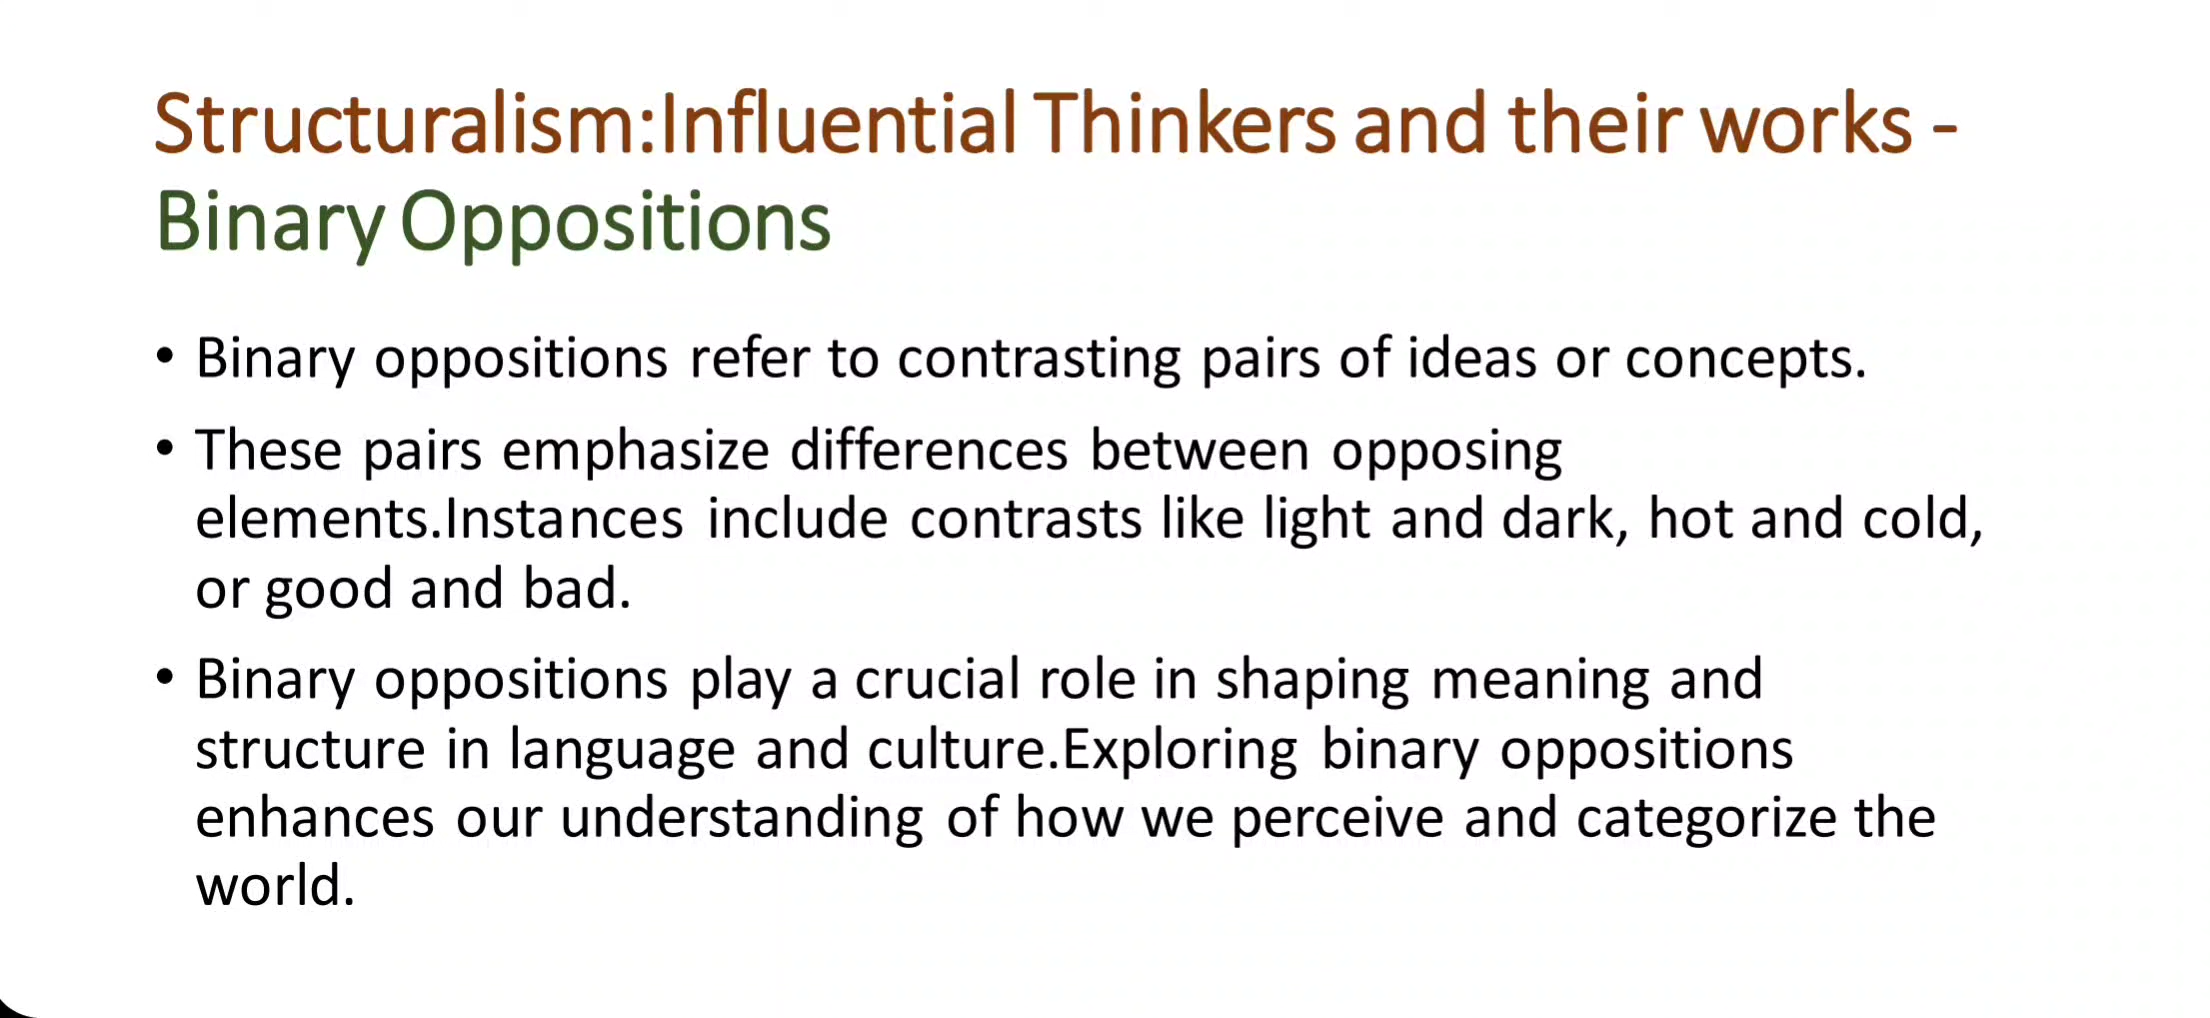 Structuralism:Influential Thinkers and their works -
Binary Oppositions
• Binary oppositions refer to contrasting pairs of ideas or concepts.
• These pairs emphasize differences between opposing
elements.Instances include contrasts like light and dark, hot and cold,
or good and bad.
• Binary oppositions play a crucial role in shaping meaning and
structure in language and culture.Exploring binary oppositions
enhances our understanding of how we perceive and categorize the
world.